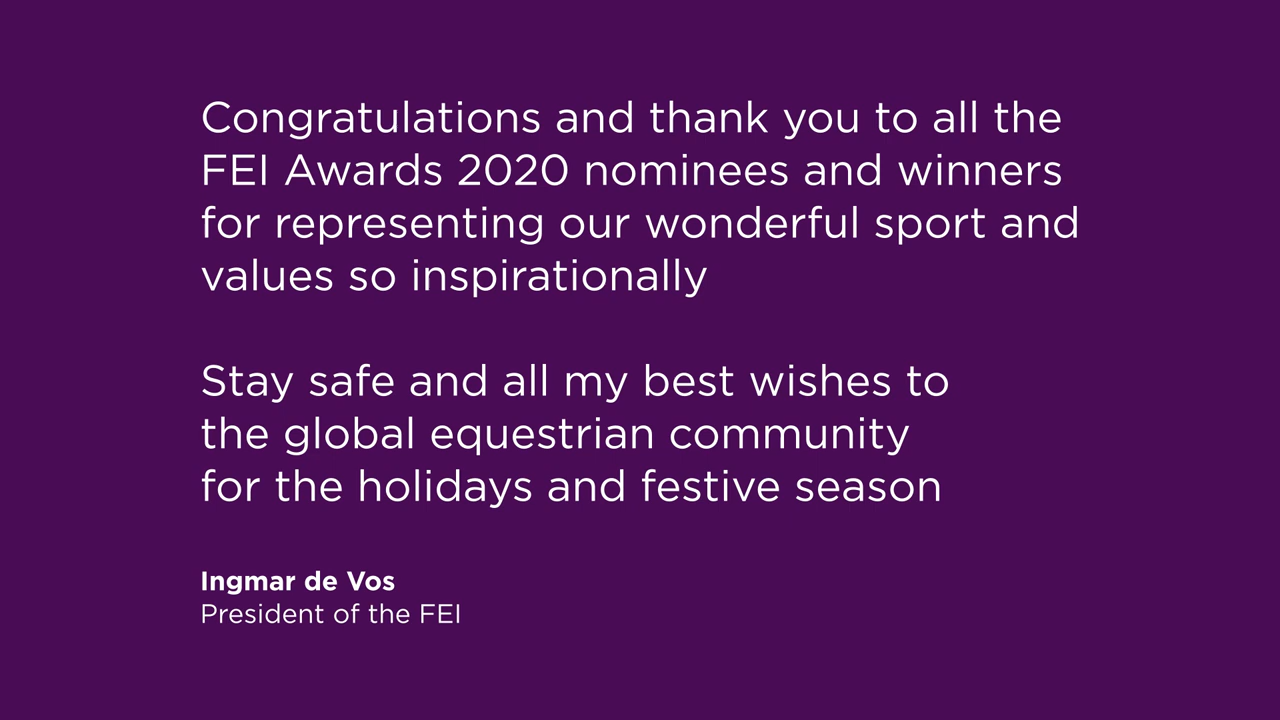 Congratulations and thank you to all the
FEI Awards 2020 nominees and winners
for representing our wonderful sport and
values so inspirationally
Stay safe and all my best wishes to
the global equestrian community
for the holidays and festive season
Ingmar de Vos
President of the FEI